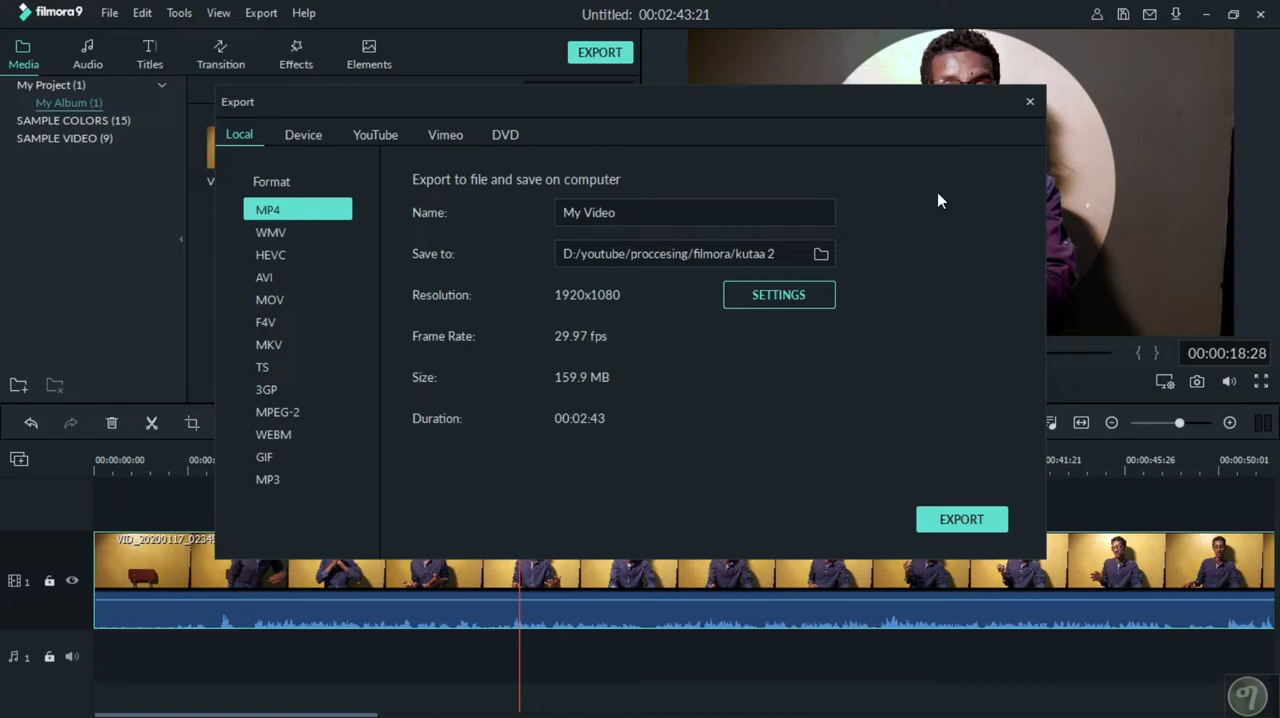 filmora9 File Edit Tools View Export Help Untitled: 00:02:43:21
Media Audio Titles Transition Effects Elements EXPORT
My Project (1)
My Album (1)
SAMPLE COLORS (15)
SAMPLE VIDEO (9)
Export
Local Device YouTube Vimeo DVD
Format
MP4
WMV
HEVC
AVI
MOV
F4V
MKV
TS
3GP
MPEG-2
WEBM
GIF
MP3
Export to file and save on computer
Name: My Video
Save to: D:/youtube/proccesing/filmora/kutaa 2
Resolution: 1920x1080 SETTINGS
Frame Rate: 29.97 fps
Size: 159.9 MB
Duration: 00:02:43
EXPORT
{ } 00:00:18:28
00:00:00:00 00:00: 00:41:21 00:00:45:26 00:00:50:01
VID_20200117_0234
1
1